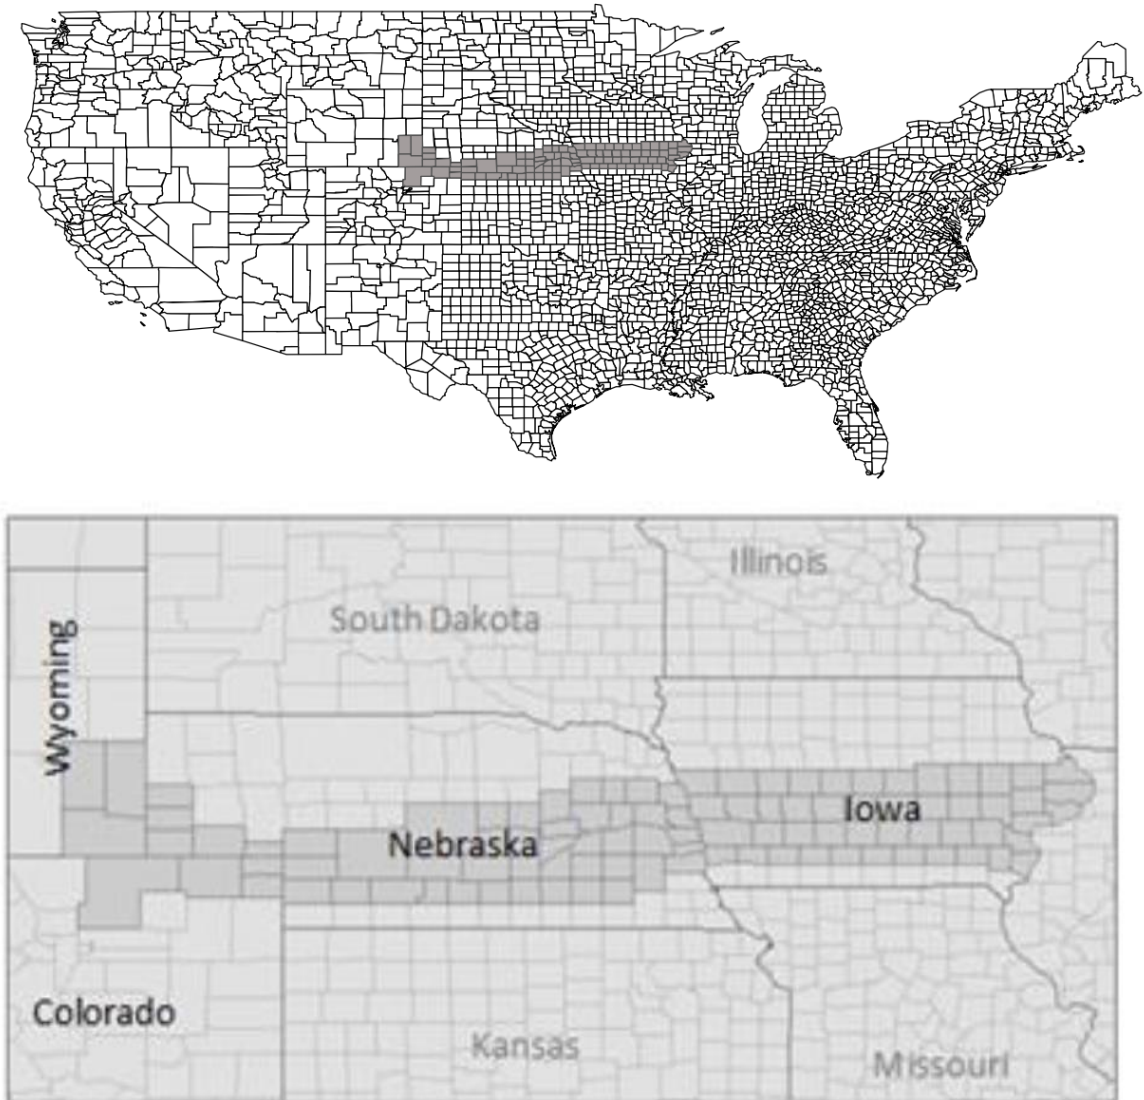 Illinois
South Dakota
Wyoming
Iowa
Nebraska
Colorado
Kansas
Missouri